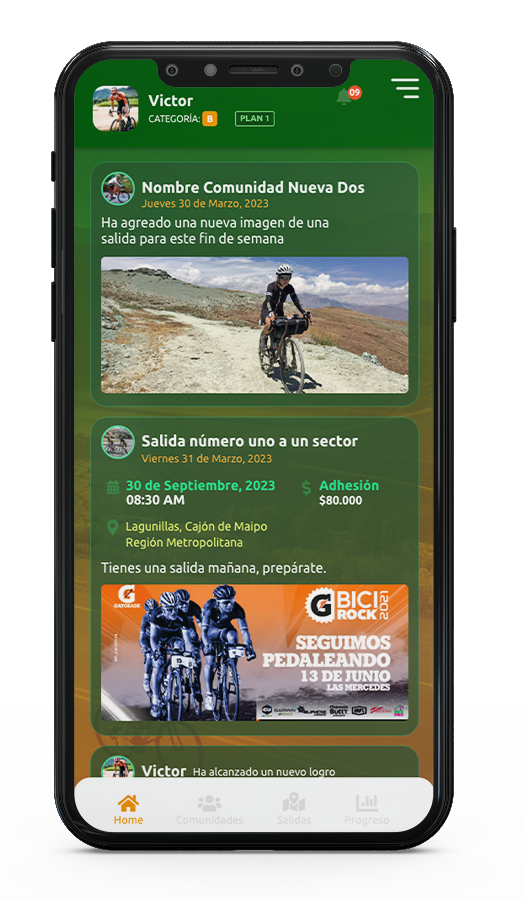 Victor
09
CATEGORÍA: B
PLAN 1
Nombre Comunidad Nueva Dos
Jueves 30 de Marzo, 2023
Ha agreado una nueva imagen de una
salida para este fin de semana
Salida número uno a un sector
Viernes 31 de Marzo, 2023
30 de Septiembre, 2023
08:30 AM
Adhesión
$80.000
Lagunillas, Cajón de Maipo
Región Metropolitana
Tienes una salida mañana, prepárate.
G
GATORADE
G BICI
ROCK 2021
SEGUIMOS
PEDALEANDO
13 DE JUNIO
LAS MERCEDES
GARMIN
Victor Ha alcanzado un nuevo logro
Home
Comunidades
Salidas
Progreso